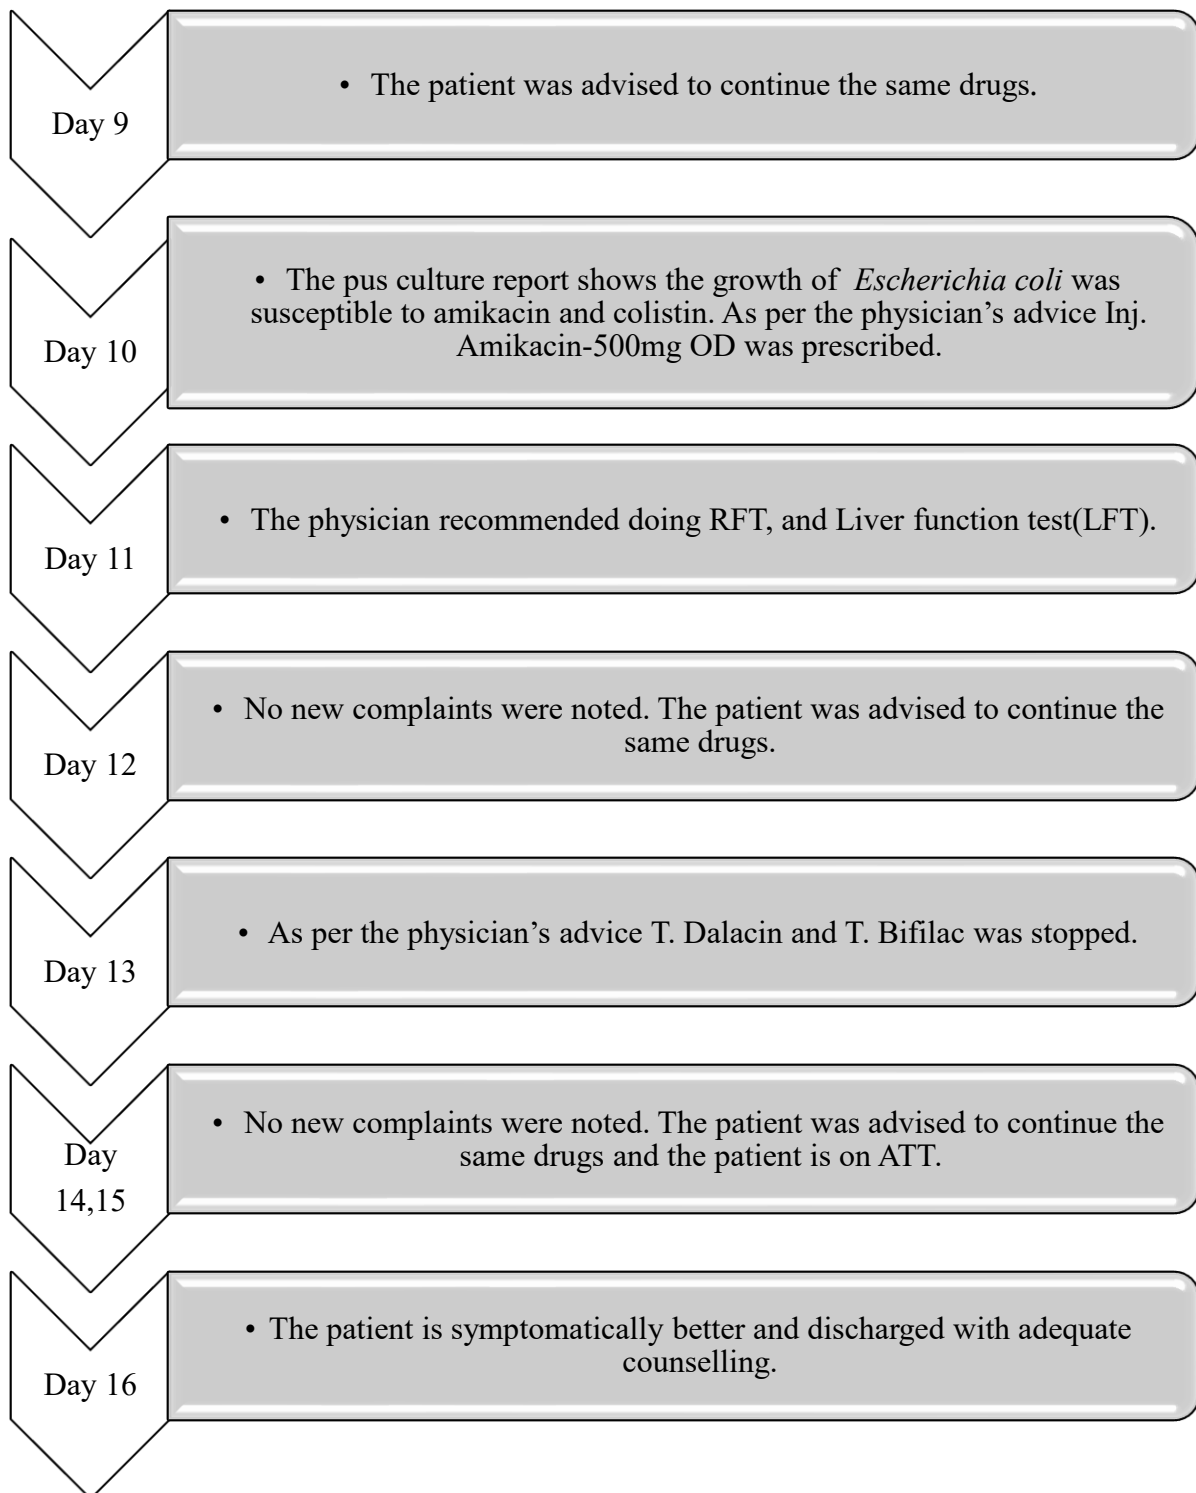 Day 9
• The patient was advised to continue the same drugs.
Day 10
• The pus culture report shows the growth of Escherichia coli was
susceptible to amikacin and colistin. As per the physician’s advice Inj.
Amikacin-500mg OD was prescribed.
Day 11
• The physician recommended doing RFT, and Liver function test(LFT).
Day 12
• No new complaints were noted. The patient was advised to continue the
same drugs.
Day 13
• As per the physician’s advice T. Dalacin and T. Bifilac was stopped.
Day
14,15
• No new complaints were noted. The patient was advised to continue the
same drugs and the patient is on ATT.
Day 16
• The patient is symptomatically better and discharged with adequate
counselling.